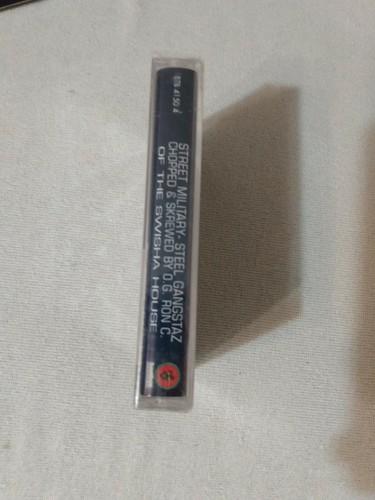 STREET MILITARY- STEEL GANGSTAZ
CHOPPED & SKREWED BY O.G. RON C.
OF THE SWISHA HOUSE